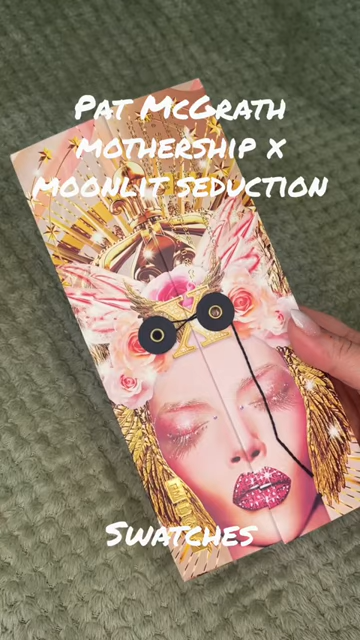 Pat McGrath
Mothership X
Moonlit Seduction
X
Swatches